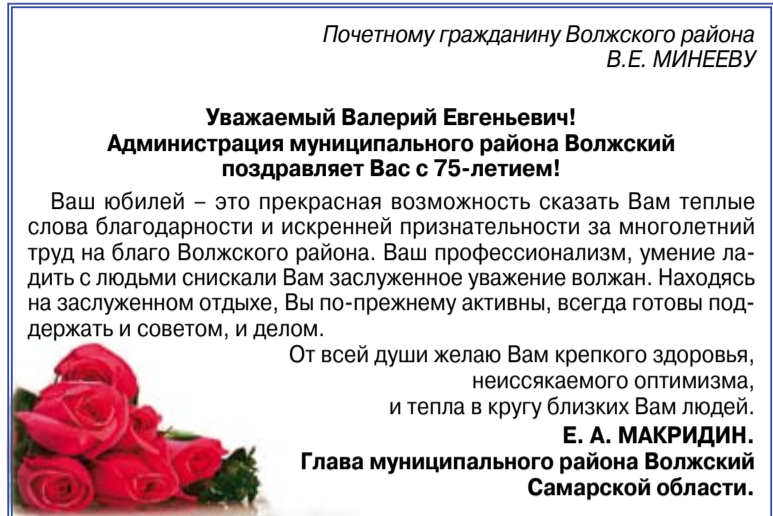 Почетному гражданину Волжского района
В.Е. МИНЕЕВУ
Уважаемый Валерий Евгеньевич!
Администрация муниципального района Волжский
поздравляет Вас с 75-летием!
Ваш юбилей – это прекрасная возможность сказать Вам теплые
слова благодарности и искренней признательности за многолетний
труд на благо Волжского района. Ваш профессионализм, умение ла-
дить с людьми снискали Вам заслуженное уважение волжан. Находясь
на заслуженном отдыхе, Вы по-прежнему активны, всегда готовы под-
держать и советом, и делом.
От всей души желаю Вам крепкого здоровья,
неиссякаемого оптимизма,
и тепла в кругу близких Вам людей.
Е. А. МАКРИДИН.
Глава муниципального района Волжский
Самарской области.